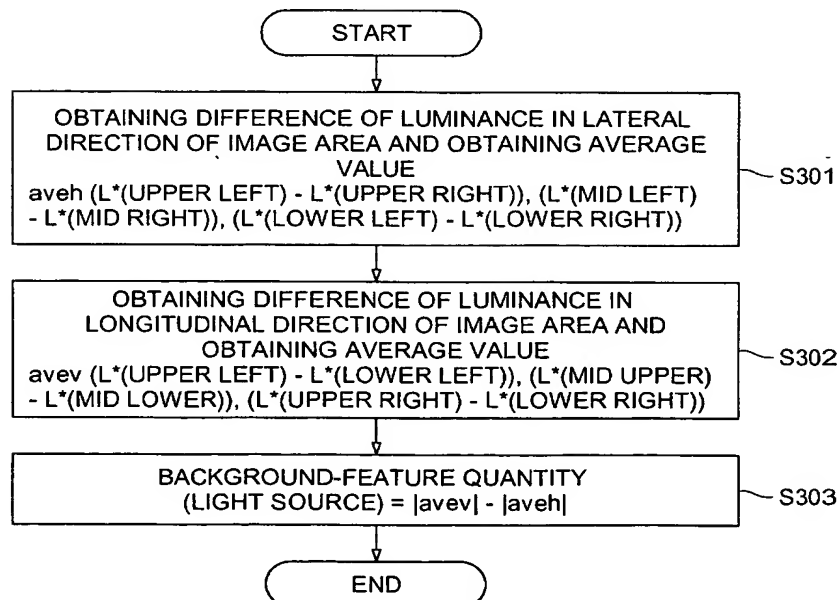 START
OBTAINING DIFFERENCE OF LUMINANCE IN LATERAL
DIRECTION OF IMAGE AREA AND OBTAINING AVERAGE
VALUE
aveh (L*(UPPER LEFT) - L*(UPPER RIGHT)), (L*(MID LEFT)
- L*(MID RIGHT)), (L*(LOWER LEFT) - L*(LOWER RIGHT))
S301
OBTAINING DIFFERENCE OF LUMINANCE IN
LONGITUDINAL DIRECTION OF IMAGE AREA AND
OBTAINING AVERAGE VALUE
avev (L*(UPPER LEFT) - L*(LOWER LEFT)), (L*(MID UPPER)
- L*(MID LOWER)), (L*(UPPER RIGHT) - L*(LOWER RIGHT))
S302
BACKGROUND-FEATURE QUANTITY
(LIGHT SOURCE) = |avev| - |aveh|
S303
END